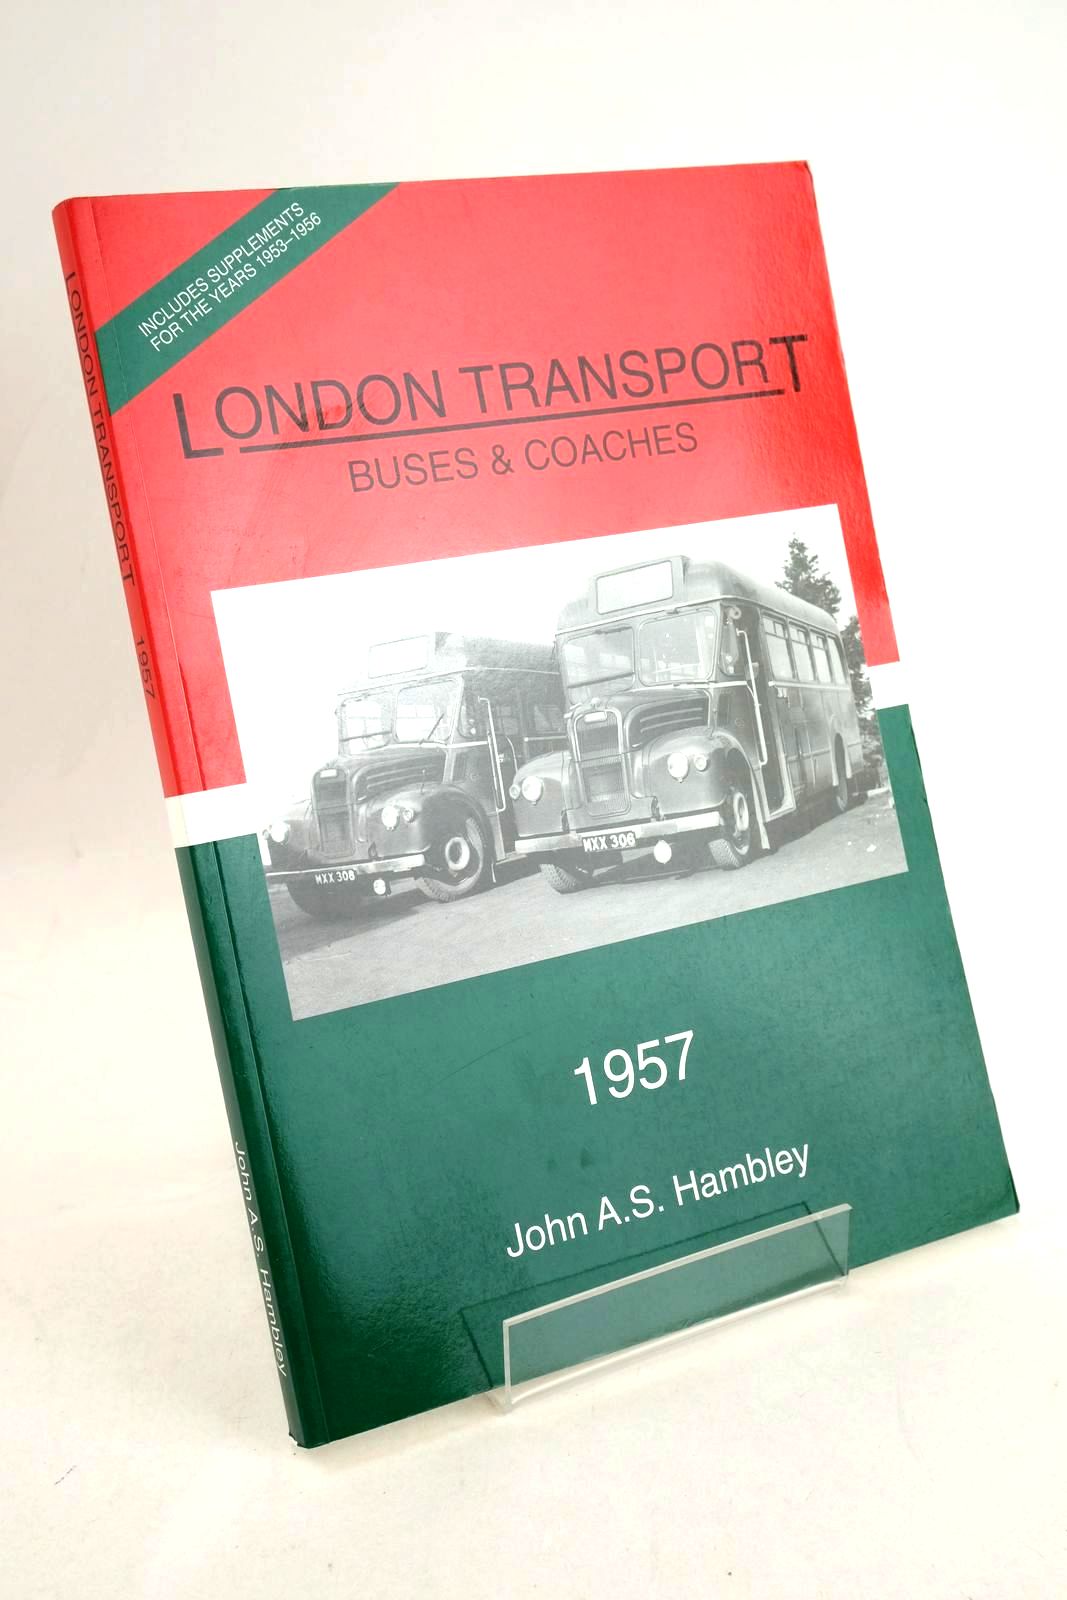 INCLUDES SUPPLEMENTS
FOR THE YEARS 1953–1956
LONDON TRANSPORT
BUSES & COACHES
MXX 308
MXX 306
1957
John A.S. Hambley
LONDON TRANSPORT 1957 John A.S. Hambley